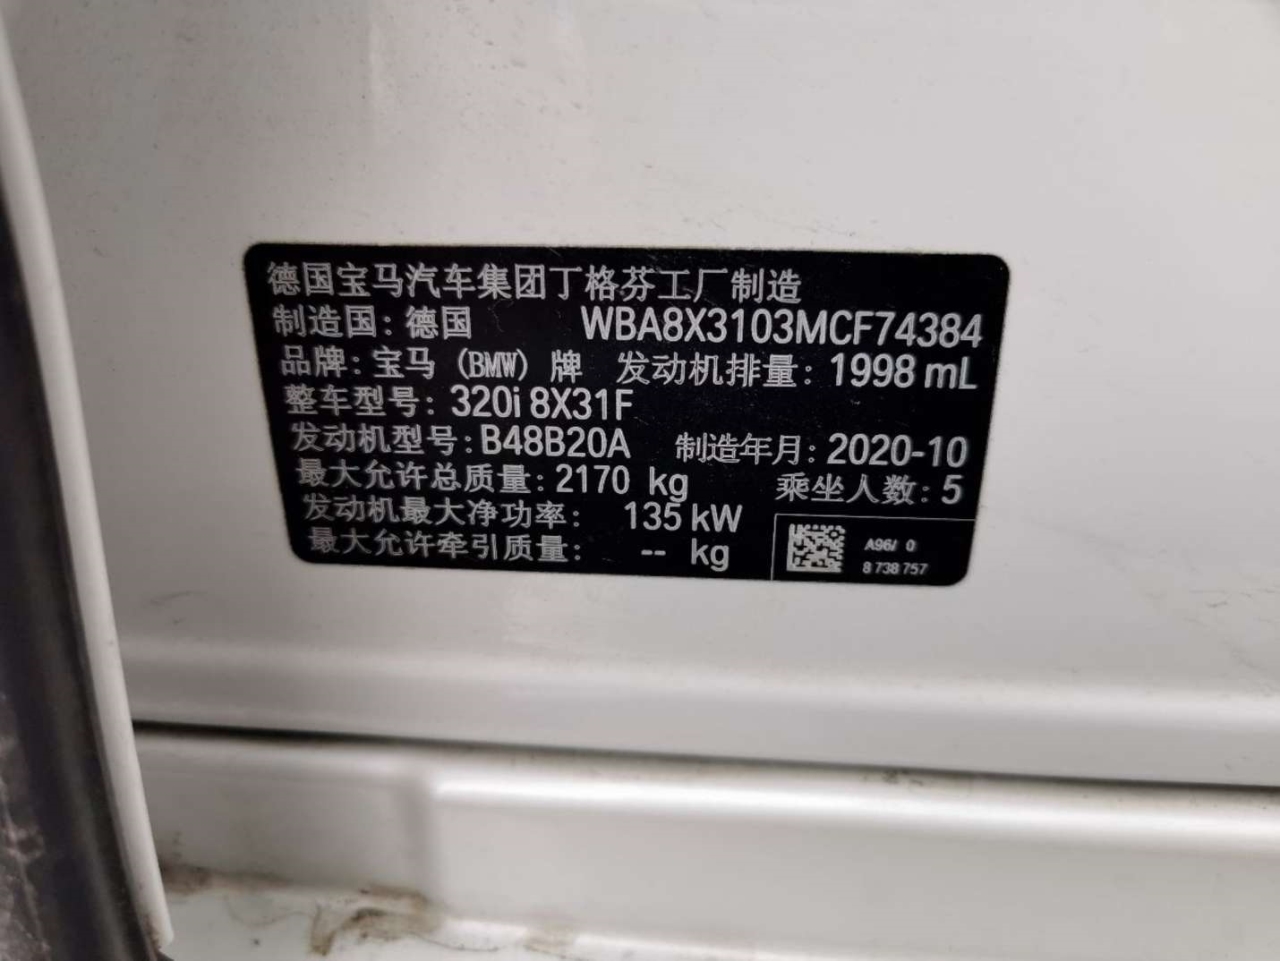 德国宝马汽车集团丁格芬工厂制造
制造国：德国 WBA8X3103MCF74384
品牌：宝马（BMW）牌 发动机排量：1998 mL
整车型号：320i 8X31F
发动机型号：B48B20A 制造年月：2020-10
最大允许总质量：2170 kg 乘坐人数：5
发动机最大净功率： 135 kW
最大允许牵引质量： -- kg
A96/ 0
8 738 757